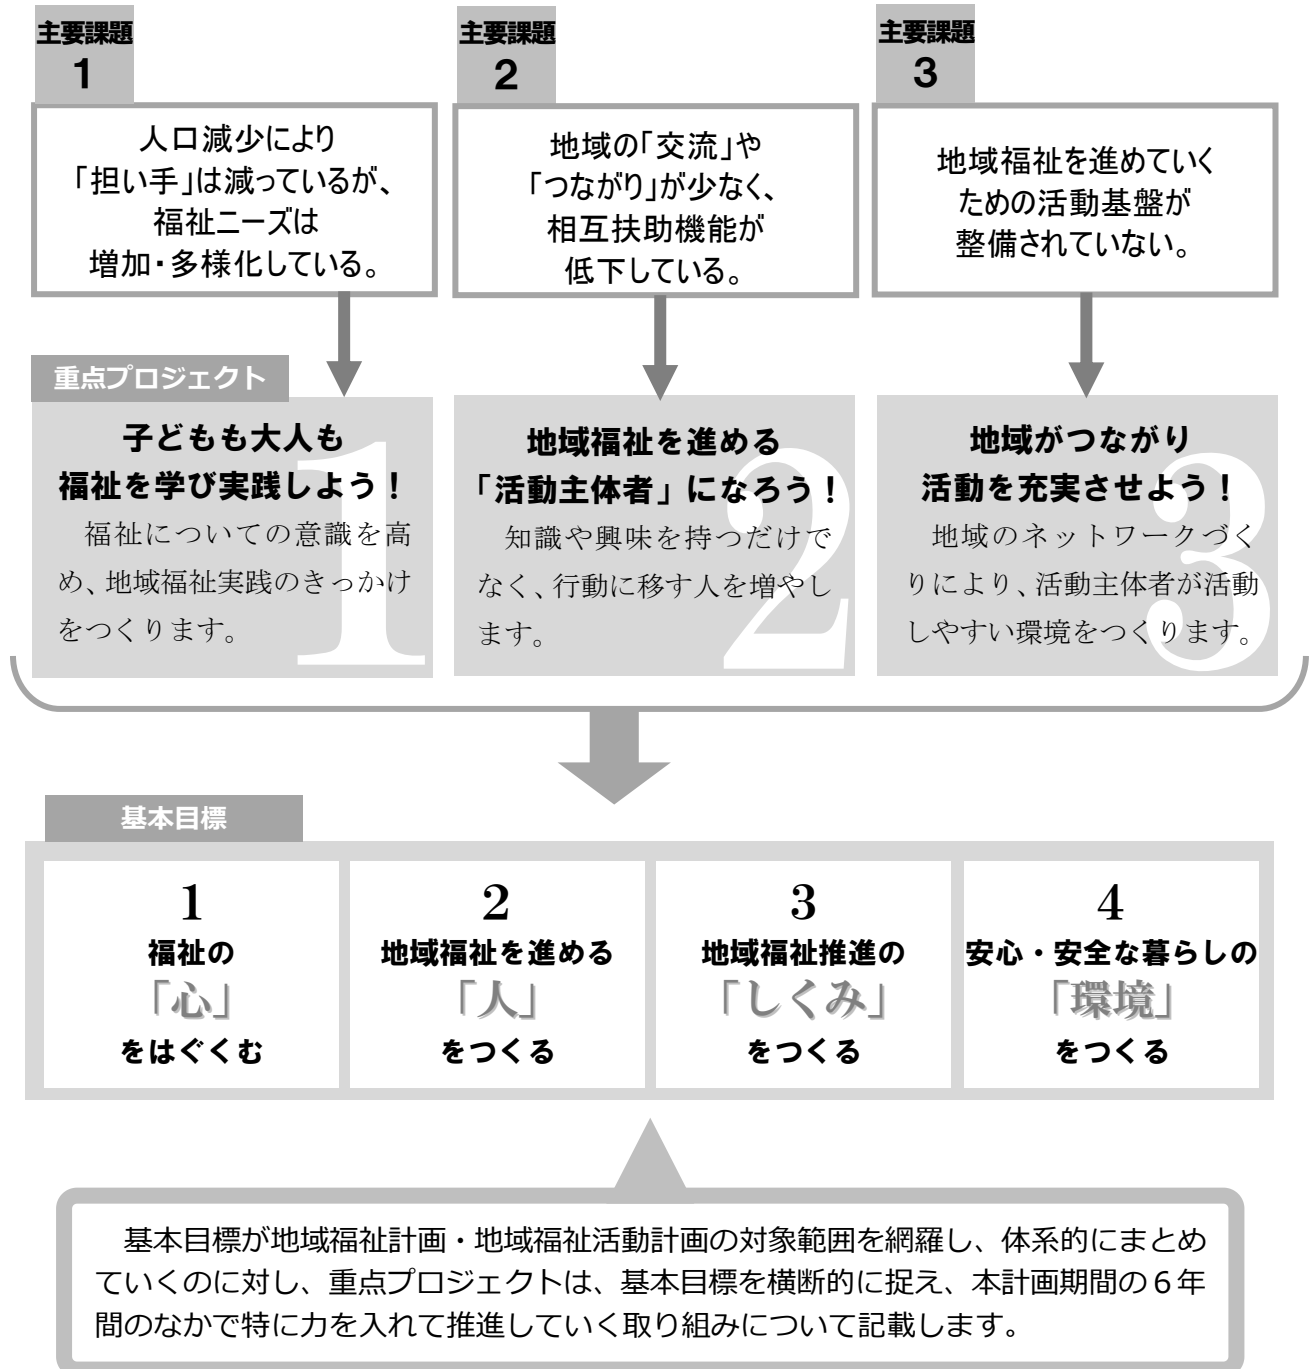 主要課題
1
人口減少により
「担い手」は減っているが、
福祉ニーズは
増加・多様化している。
主要課題
2
地域の「交流」や
「つながり」が少なく、
相互扶助機能が
低下している。
主要課題
3
地域福祉を進めていく
ための活動基盤が
整備されていない。
重点プロジェクト
1
子どもも大人も
福祉を学び実践しよう！
福祉についての意識を高
め、地域福祉実践のきっかけ
をつくります。
2
地域福祉を進める
「活動主体者」になろう！
知識や興味を持つだけで
なく、行動に移す人を増やし
ます。
3
地域がつながり
活動を充実させよう！
地域のネットワークづく
りにより、活動主体者が活動
しやすい環境をつくります。
基本目標
1
福祉の
「心」
をはぐくむ
2
地域福祉を進める
「人」
をつくる
3
地域福祉推進の
「しくみ」
をつくる
4
安心・安全な暮らしの
「環境」
をつくる
基本目標が地域福祉計画・地域福祉活動計画の対象範囲を網羅し、体系的にまとめ
ていくのに対し、重点プロジェクトは、基本目標を横断的に捉え、本計画期間の６年
間のなかで特に力を入れて推進していく取り組みについて記載します。